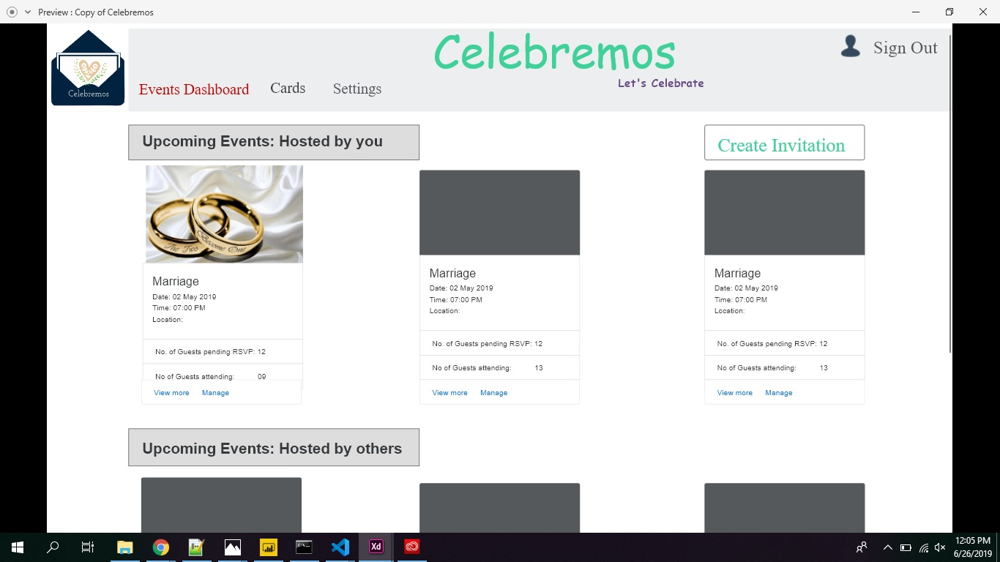 Preview : Copy of Celebremos
Celebremos
Celebremos
Let's Celebrate
Sign Out
Events Dashboard
Cards
Settings
Upcoming Events: Hosted by you
Create Invitation
The Two Become One
Marriage
Date: 02 May 2019
Time: 07:00 PM
Location:
No. of Guests pending RSVP: 12
No of Guests attending: 09
View more Manage
Marriage
Date: 02 May 2019
Time: 07:00 PM
Location:
No. of Guests pending RSVP: 12
No of Guests attending: 13
View more Manage
Marriage
Date: 02 May 2019
Time: 07:00 PM
Location:
No. of Guests pending RSVP: 12
No of Guests attending: 13
View more Manage
Upcoming Events: Hosted by others
Xd
12:05 PM
6/26/2019